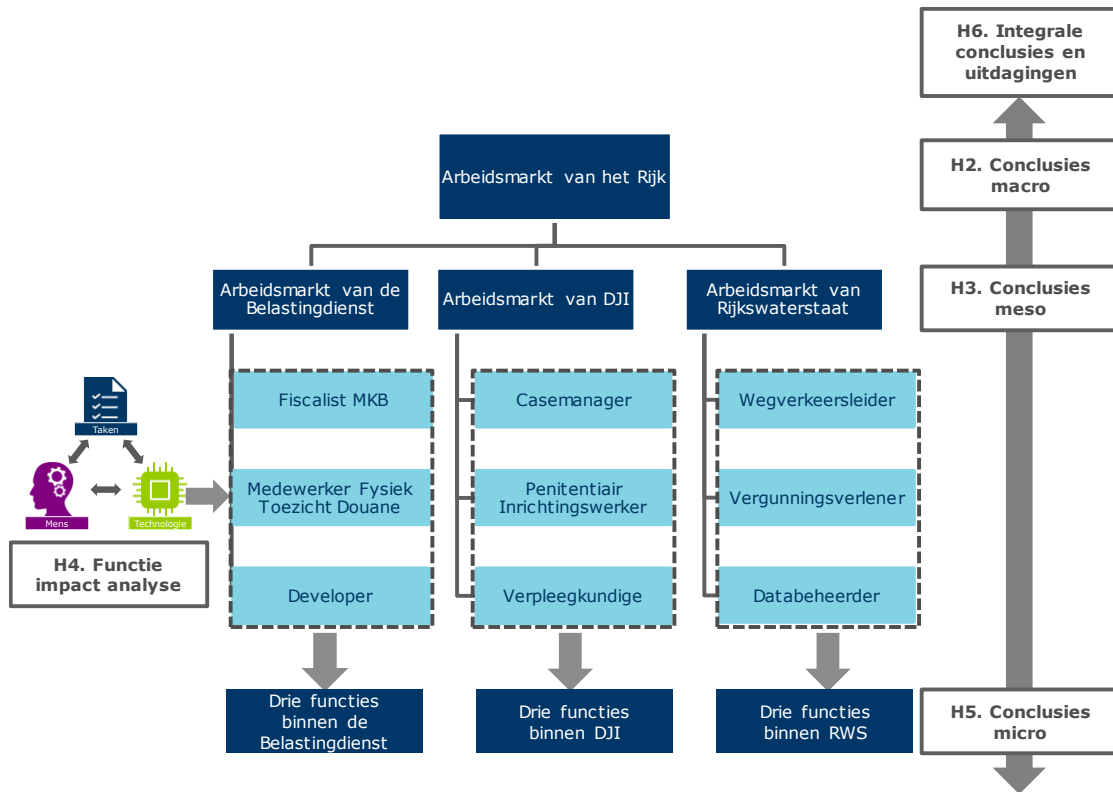 H6. Integrale
conclusies en
uitdagingen
Arbeidsmarkt van het Rijk
H2. Conclusies
macro
Arbeidsmarkt van de
Belastingdienst
Arbeidsmarkt van DJI
Arbeidsmarkt van
Rijkswaterstaat
H3. Conclusies
meso
Taken
Mens
Technologie
H4. Functie
impact analyse
Fiscalist MKB
Medewerker Fysiek
Toezicht Douane
Developer
Casemanager
Penitentiair
Inrichtingswerker
Verpleegkundige
Wegverkeersleider
Vergunningsverlener
Databeheerder
Drie functies
binnen de
Belastingdienst
Drie functies
binnen DJI
Drie functies
binnen RWS
H5. Conclusies
micro